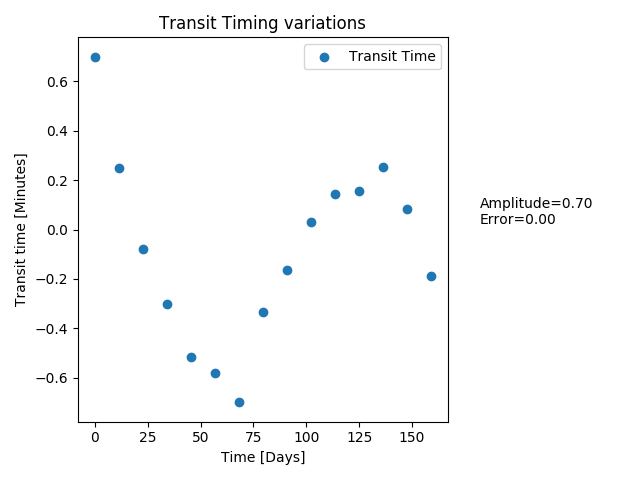 Transit Timing variations
Transit Time
Transit time [Minutes]
0.6
0.4
0.2
0.0
−0.2
−0.4
−0.6
0
25
50
75
100
125
150
Time [Days]
Amplitude=0.70
Error=0.00